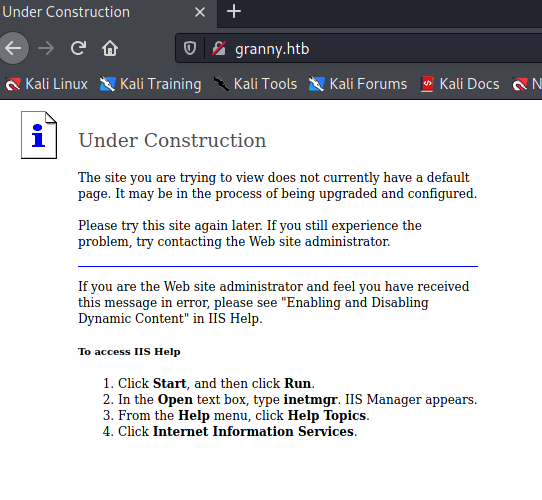 Under Construction
granny.htb
Kali Linux Kali Training Kali Tools Kali Forums Kali Docs N
Under Construction
The site you are trying to view does not currently have a default
page. It may be in the process of being upgraded and configured.
Please try this site again later. If you still experience the
problem, try contacting the Web site administrator.
If you are the Web site administrator and feel you have received
this message in error, please see "Enabling and Disabling
Dynamic Content" in IIS Help.
To access IIS Help
1. Click Start, and then click Run.
2. In the Open text box, type inetmgr. IIS Manager appears.
3. From the Help menu, click Help Topics.
4. Click Internet Information Services.